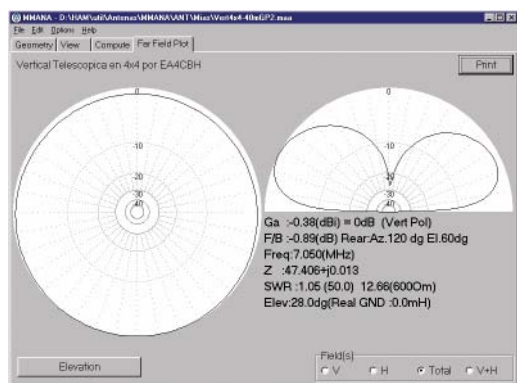 MMANA - D:\HAM\util\Antenas\MMANA\ANT\Mias\Vert4x4-40mGP2.maa
File Edit Options Help
Geometry View Compute Far Field Plot
Vertical Telescopica en 4x4 por EA4CBH
Print
0
-10
-20
-30
-40
0
-10
-20
-30
-40
Ga :-0.38(dBi) = 0dB (Vert Pol)
F/B :-0.89(dB) Rear:Az.120 dg El.60dg
Freq:7.050(MHz)
Z :47.406+j0.013
SWR :1.05 (50.0) 12.66(600Om)
Elev:28.0dg(Real GND :0.0mH)
Elevation
Field(s)
V H Total V+H